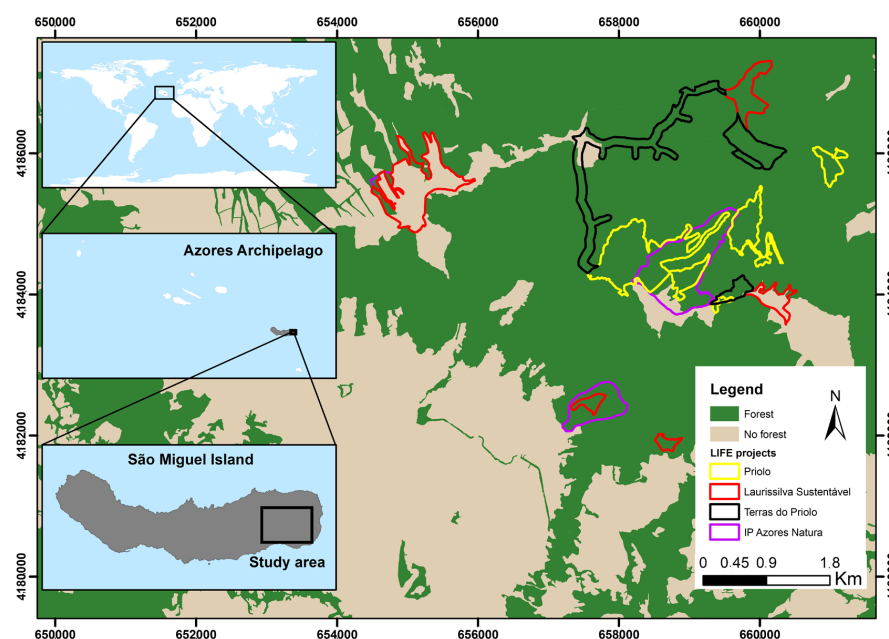 650000 652000 654000 656000 658000 660000
4186000
4184000
4182000
4180000
Azores Archipelago
São Miguel Island
Study area
Legend
Forest
No forest
LIFE projects
Priolo
Laurissilva Sustentável
Terras do Priolo
IP Azores Natura
N
0 0.45 0.9 1.8
Km
650000 652000 654000 656000 658000 660000